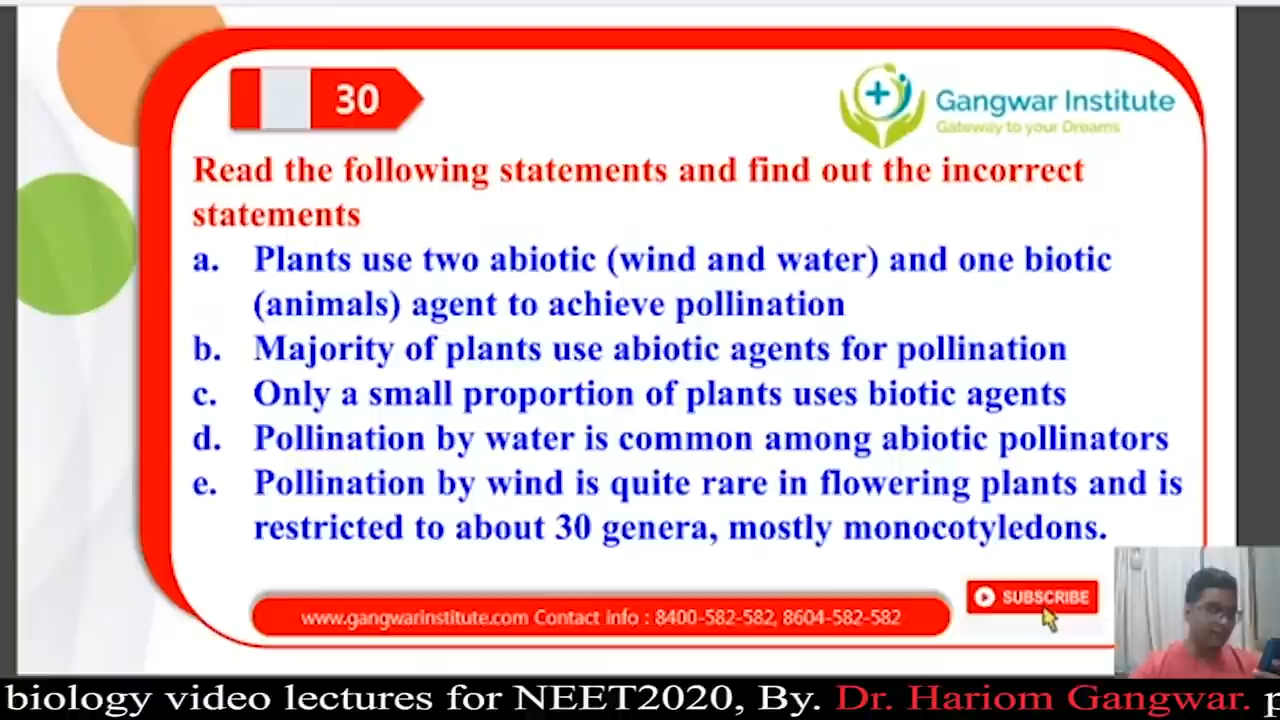 30
Gangwar Institute
Gateway to your Dreams
Read the following statements and find out the incorrect
statements
a. Plants use two abiotic (wind and water) and one biotic
(animals) agent to achieve pollination
b. Majority of plants use abiotic agents for pollination
c. Only a small proportion of plants uses biotic agents
d. Pollination by water is common among abiotic pollinators
e. Pollination by wind is quite rare in flowering plants and is
restricted to about 30 genera, mostly monocotyledons.
www.gangwarinstitute.com Contact info : 8400-582-582, 8604-582-582
SUBSCRIBE
biology video lectures for NEET2020, By. Dr. Hariom Gangwar. p